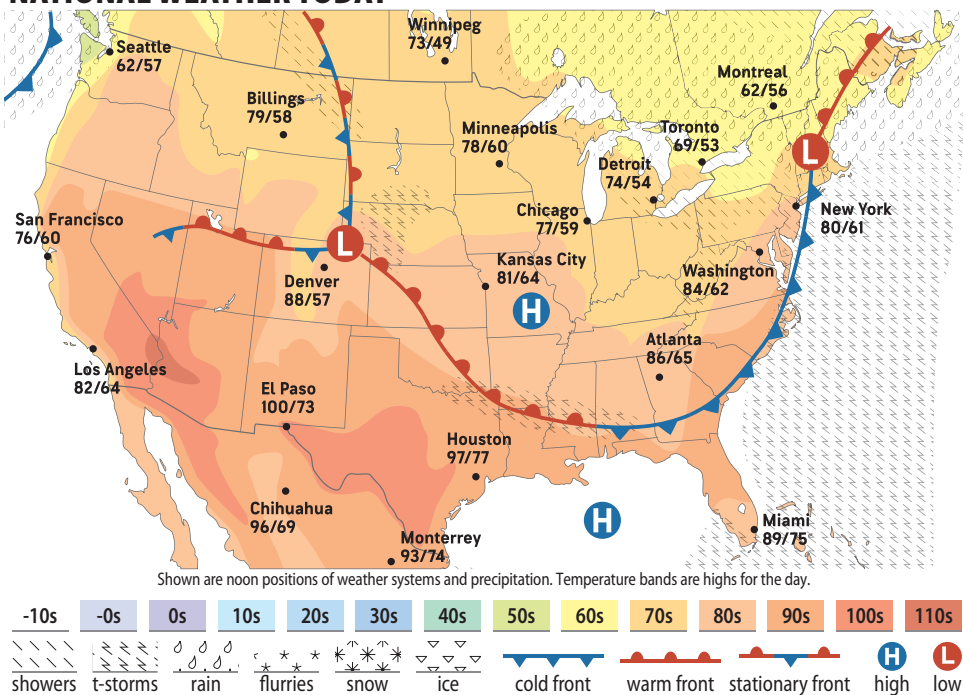 NATIONAL WEATHER TODAY
Winnipeg
73/49
Seattle
62/57
Montreal
62/56
Billings
79/58
Minneapolis
78/60
Toronto
69/53
Detroit
74/54
L
San Francisco
76/60
Chicago
77/59
New York
80/61
L
Kansas City
81/64
Washington
84/62
Denver
88/57
H
Atlanta
86/65
Los Angeles
82/64
El Paso
100/73
Houston
97/77
Chihuahua
96/69
H
Miami
89/75
Monterrey
93/74
Shown are noon positions of weather systems and precipitation. Temperature bands are highs for the day.
-10s -0s 0s 10s 20s 30s 40s 50s 60s 70s 80s 90s 100s 110s
H L
showers t-storms rain flurries snow ice cold front warm front stationary front high low